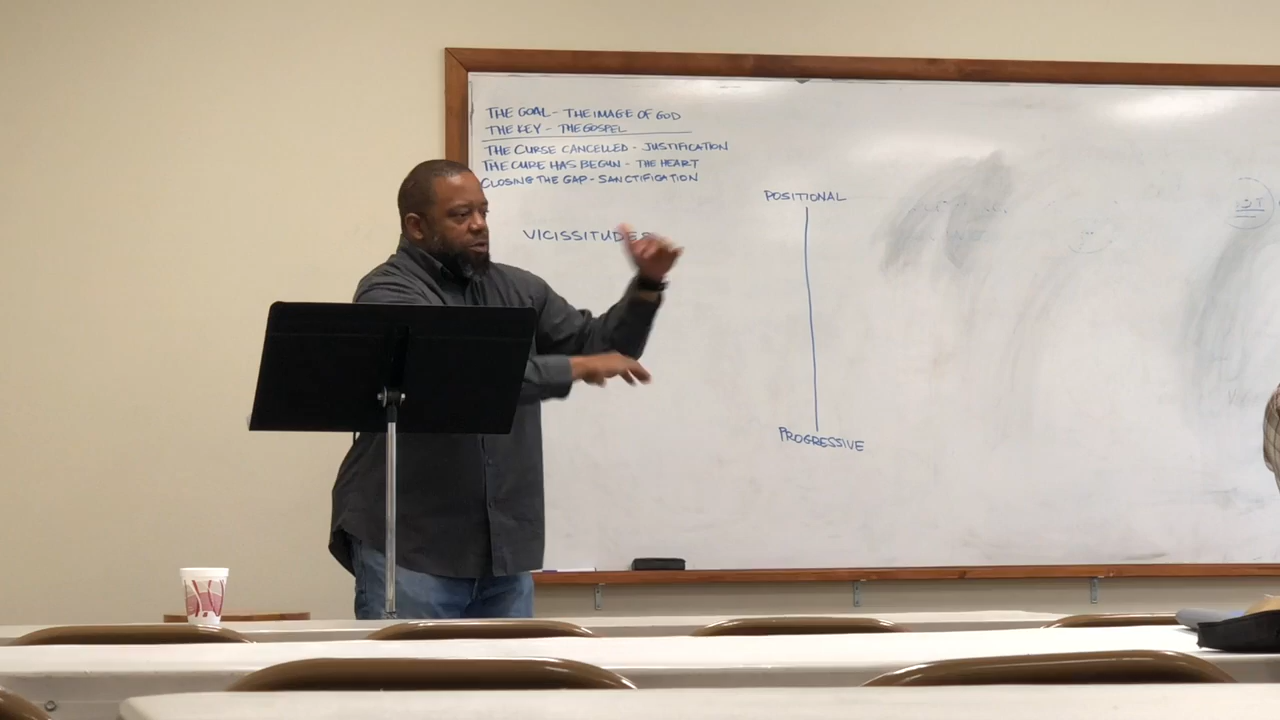 THE GOAL - THE IMAGE OF GOD
THE KEY - THE GOSPEL
THE CURSE CANCELLED - JUSTIFICATION
THE CURE HAS BEGUN - THE HEART
CLOSING THE GAP - SANCTIFICATION
VICISSITUDES
POSITIONAL
PROGRESSIVE